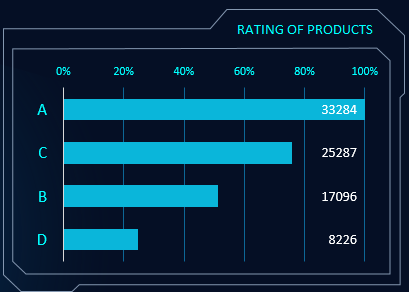 RATING OF PRODUCTS
0% 20% 40% 60% 80% 100%
A 33284
C 25287
B 17096
D 8226